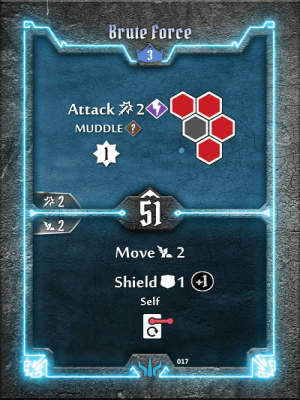 Brute Force
3
Attack 2
MUDDLE ?
1
2
2
51
Move 2
Shield 1 +1
Self
017